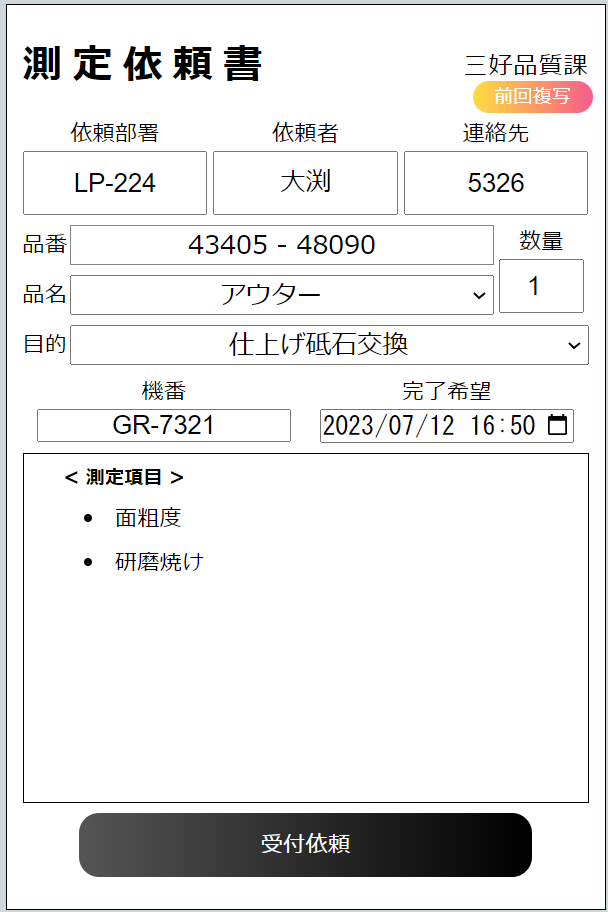 測定依頼書
三好品質課
前回複写
依頼部署 依頼者 連絡先
LP-224 大渕 5326
品番 43405 - 48090 数量
品名 アウター 1
目的 仕上げ砥石交換
機番 完了希望
GR-7321 2023/07/12 16:50
< 測定項目 >
• 面粗度
• 研磨焼け
受付依頼